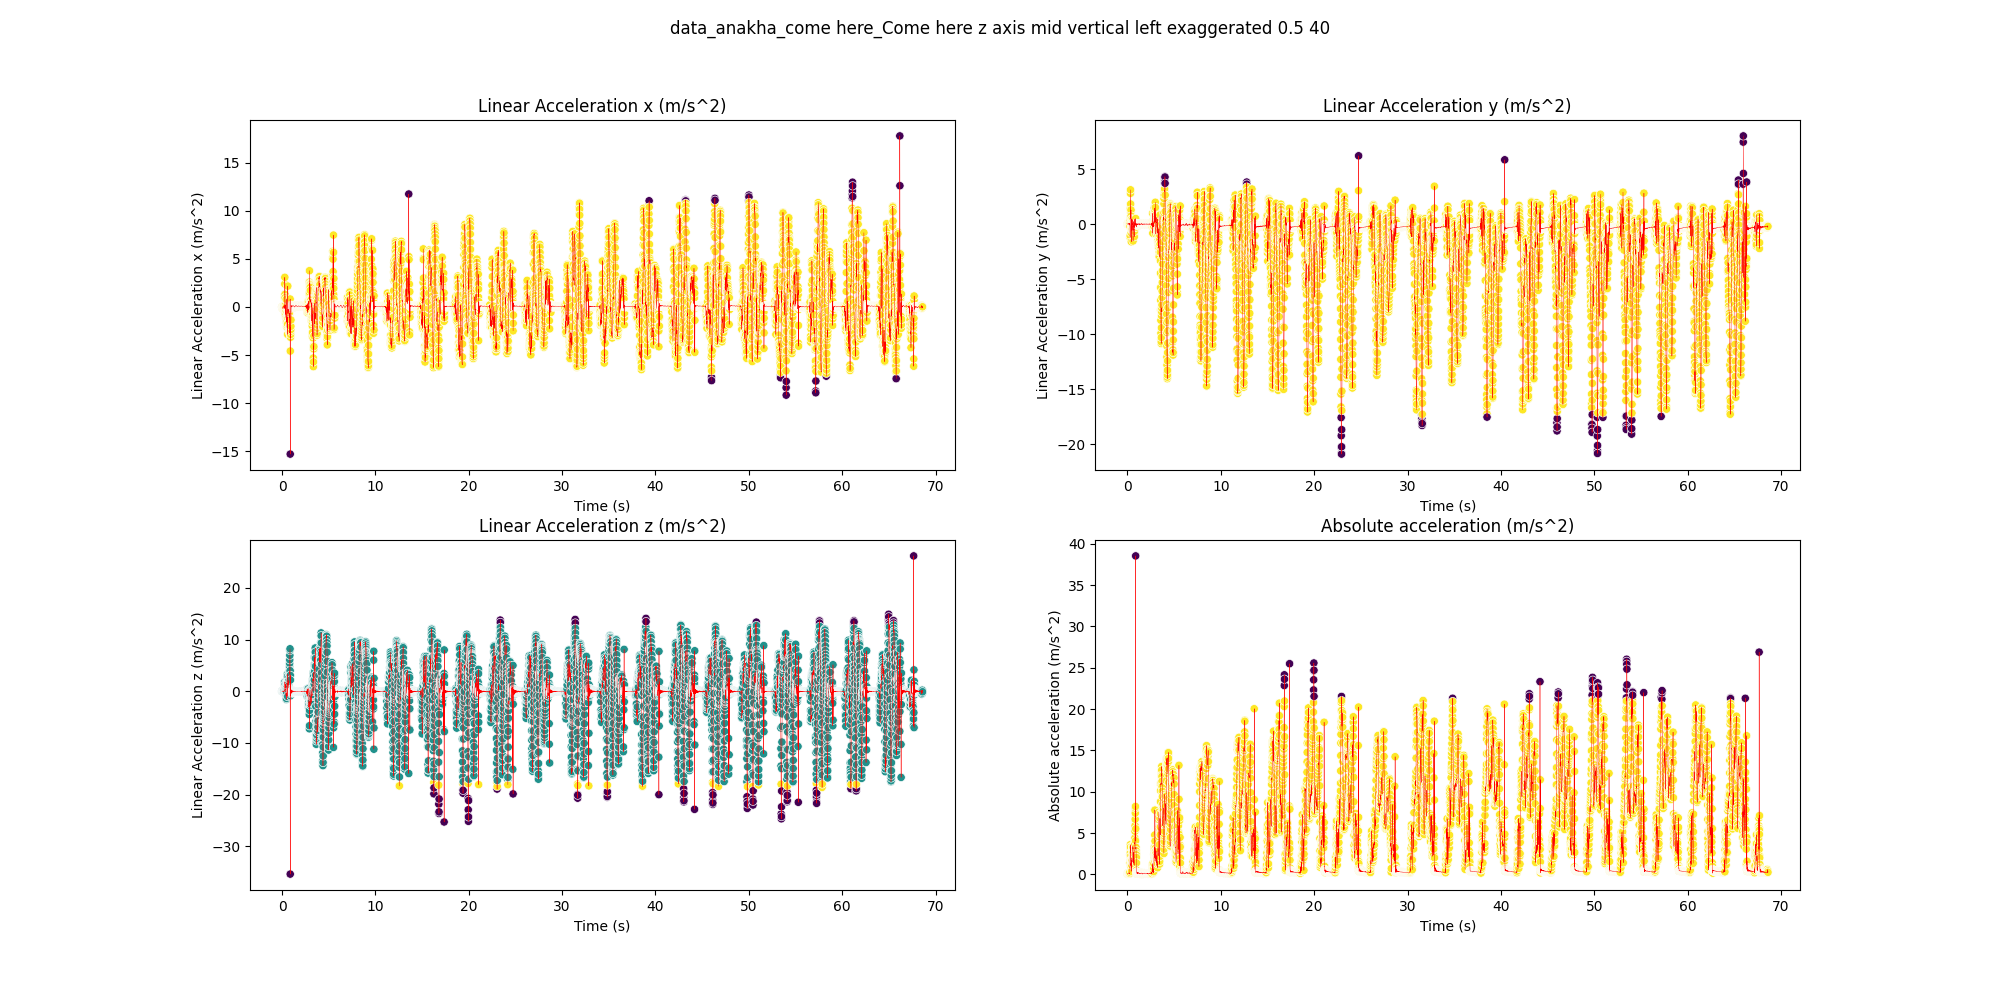 data_anakha_come here_Come here z axis mid vertical left exaggerated 0.5 40
Linear Acceleration x (m/s^2)
Linear Acceleration x (m/s^2)
15
10
5
0
−5
−10
−15
0 10 20 30 40 50 60 70
Time (s)
Linear Acceleration y (m/s^2)
Linear Acceleration y (m/s^2)
5
0
−5
−10
−15
−20
0 10 20 30 40 50 60 70
Time (s)
Linear Acceleration z (m/s^2)
Linear Acceleration z (m/s^2)
20
10
0
−10
−20
−30
0 10 20 30 40 50 60 70
Time (s)
Absolute acceleration (m/s^2)
Absolute acceleration (m/s^2)
40
35
30
25
20
15
10
5
0
0 10 20 30 40 50 60 70
Time (s)